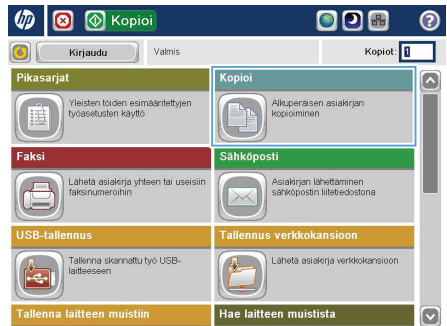 hp
Kopioi
?
Kirjaudu
Valmis
Kopiot: 1
Pikasarjat
Yleisten töiden esimääritettyjen
työasetusten käyttö
Kopioi
Alkuperäisen asiakirjan
kopioiminen
Faksi
Lähetä asiakirja yhteen tai useisiin
faksinumeroihin
Sähköposti
Asiakirjan lähettäminen
sähköpostin liitetiedostona
USB-tallennus
Tallenna skannattu työ USB-
laitteeseen
Tallennus verkkokansioon
Lähetä asiakirja verkkokansioon
Tallenna laitteen muistiin
Hae laitteen muistista